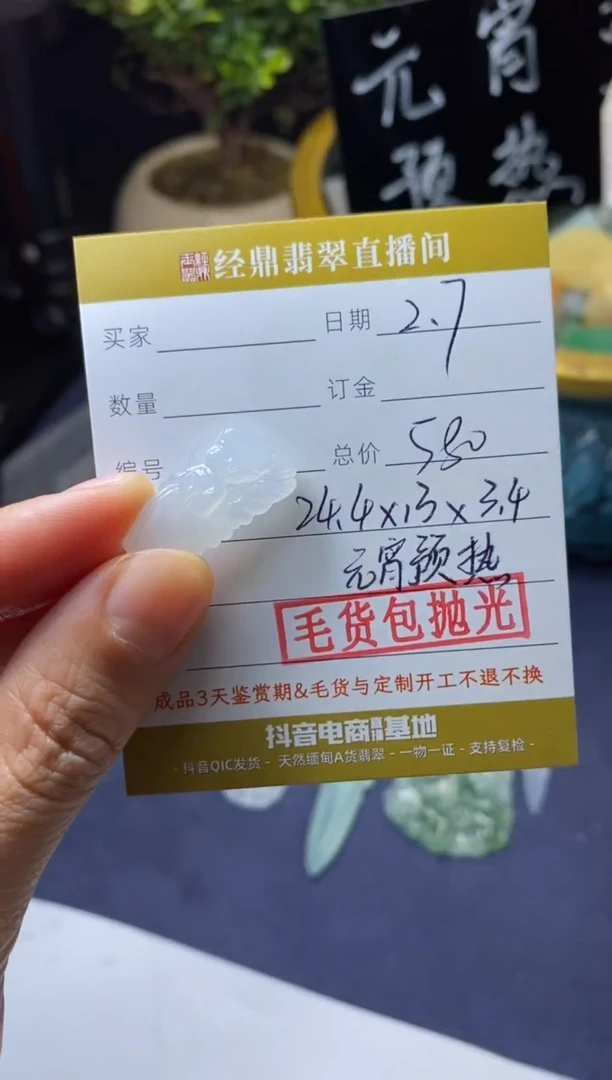 元宵
预热
经鼎翡翠直播间
买家 日期 2.7
数量 订金
编号 总价 580
24.4x13x3.4
元宵预热
毛货包抛光
成品3天鉴赏期&毛货与定制开工不退不换
抖音电商直播基地
- 抖音QIC发货 - 天然缅甸A货翡翠 - 一物一证 - 支持复检 -